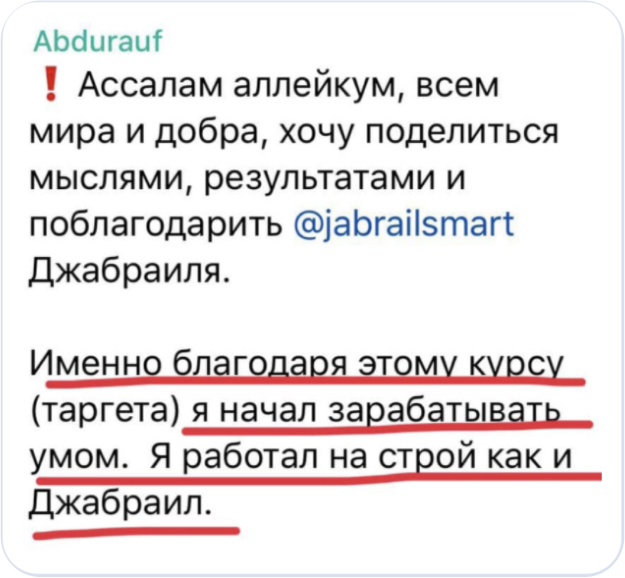 Abdurauf
❗ Ассалам аллейкум, всем
мира и добра, хочу поделиться
мыслями, результатами и
поблагодарить @jabrailsmart
Джабраиля.
Именно благодаря этому курсу
(таргета) я начал зарабатывать
умом. Я работал на строй как и
Джабраил.